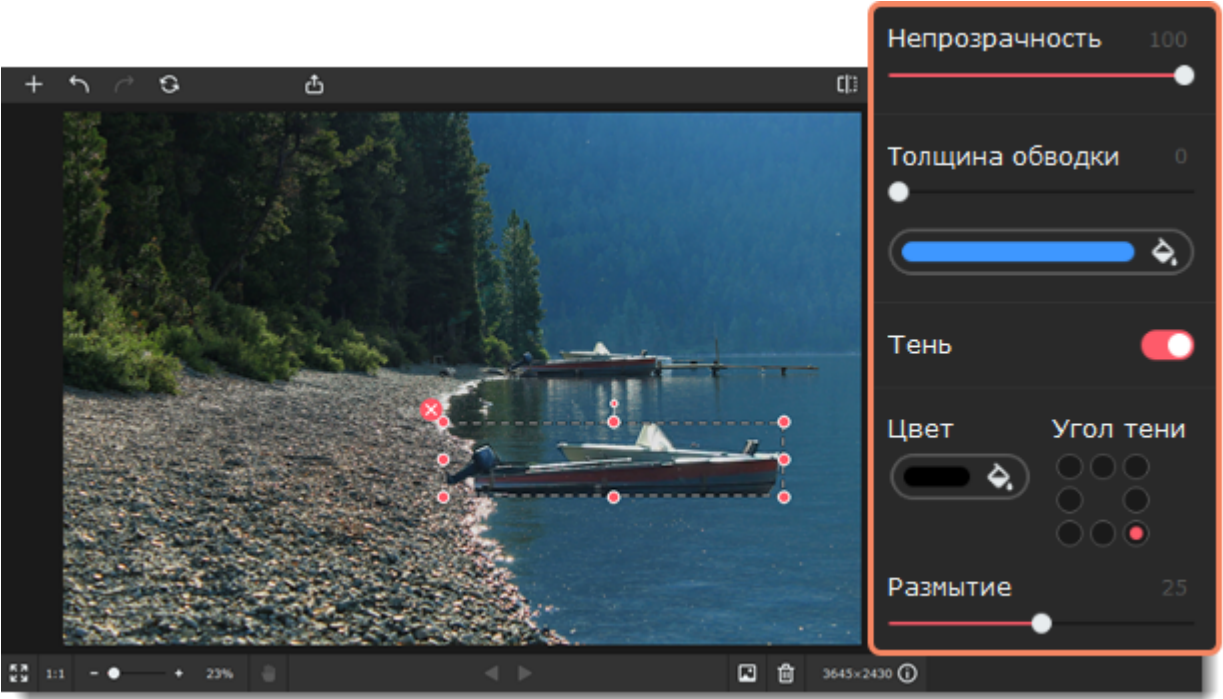 Непрозрачность 100
Толщина обводки 0
Тень
Цвет Угол тени
Размытие 25
1:1 - + 23% 3645×2430